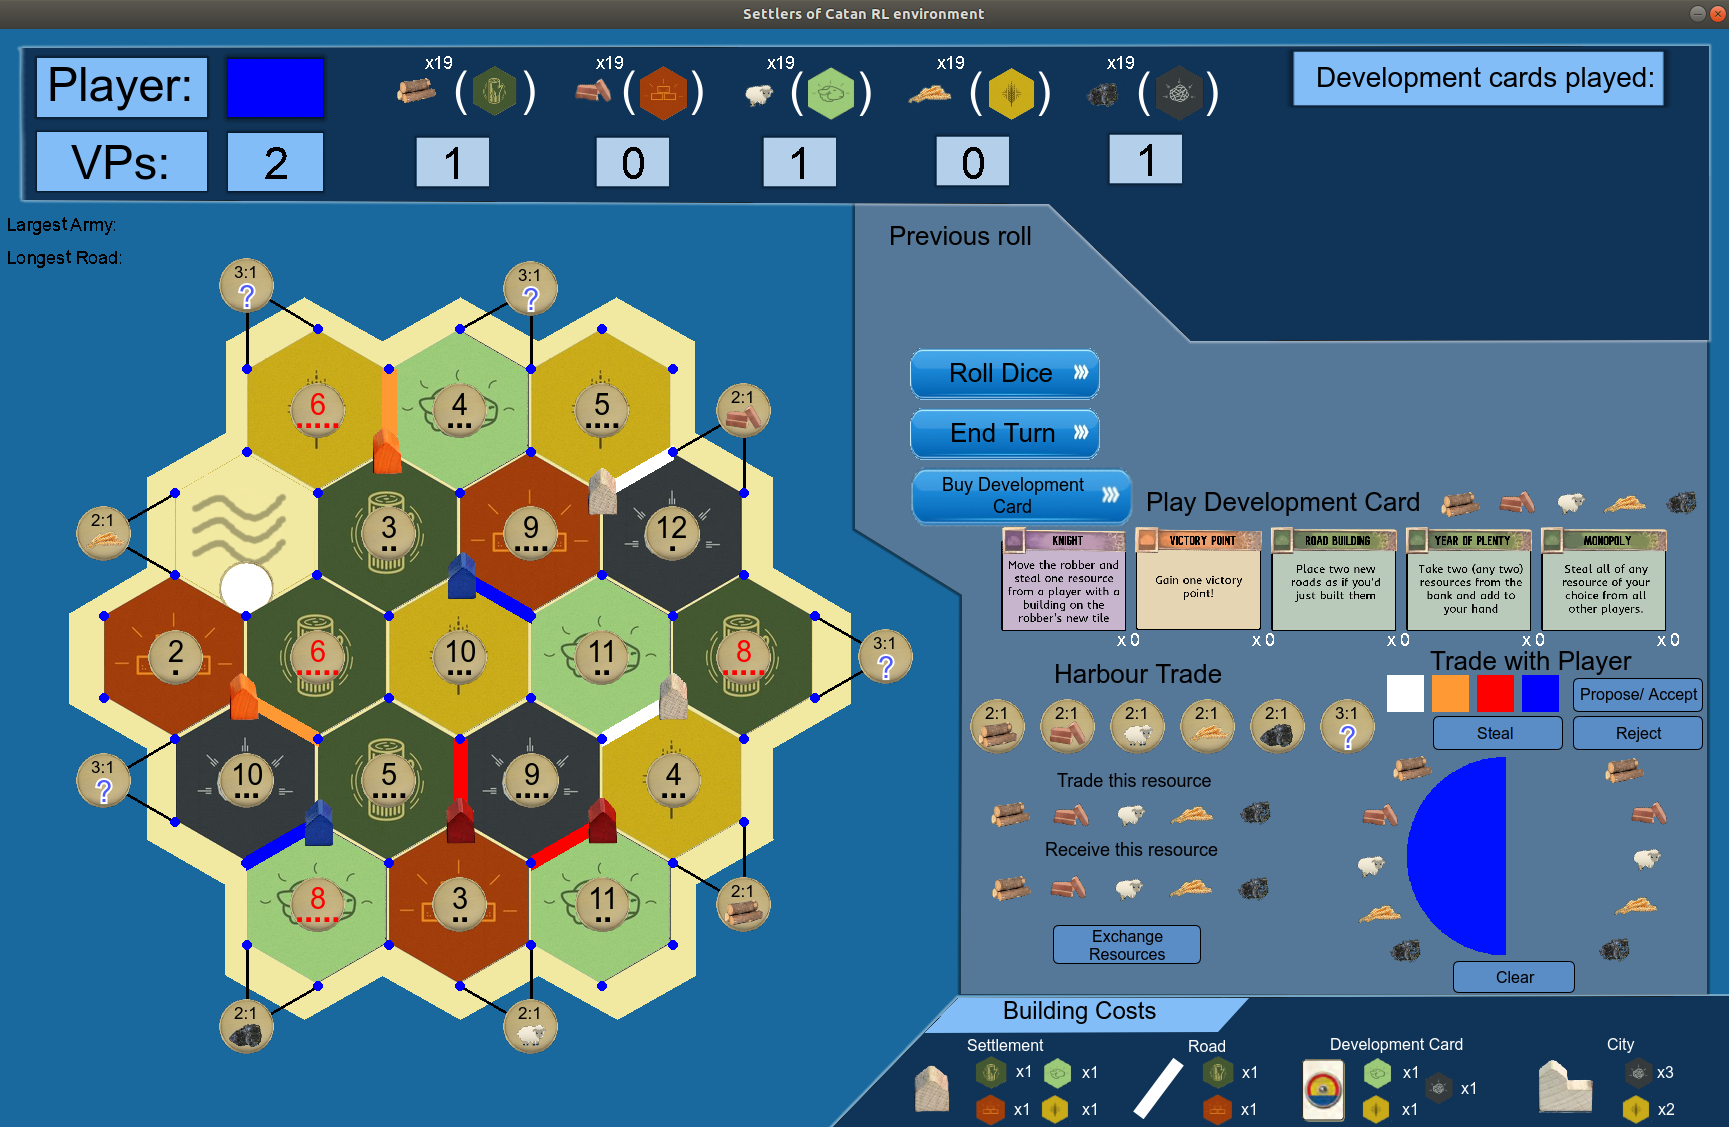 Settlers of Catan RL environment
Player:
x19
x19
x19
x19
x19
Development cards played:
VPs:
2
1
0
1
0
1
Largest Army:
Longest Road:
Previous roll
3:1
?
3:1
?
Roll Dice
End Turn
Buy Development
Card
Play Development Card
6
4
5
2:1
2:1
3
9
12
KNIGHT
Move the robber and
steal one resource
from a player with a
building on the
robber's new tile
VICTORY POINT
Gain one victory
point!
ROAD BUILDING
Place two new
roads as if you'd
just built them
YEAR OF PLENTY
Take two (any two)
resources from the
bank and add to
your hand
MONOPOLY
Steal all of any
resource of your
choice from all
other players.
x 0
x 0
x 0
x 0
x 0
2
6
10
11
8
3:1
?
Harbour Trade
Trade with Player
2:1
2:1
2:1
2:1
2:1
3:1
?
Propose/ Accept
Steal
Reject
3:1
?
10
5
9
4
Trade this resource
Receive this resource
8
3
11
2:1
Exchange
Resources
Clear
2:1
2:1
Building Costs
Settlement
x1
x1
x1
x1
Road
x1
x1
Development Card
x1
x1
x1
City
x3
x2